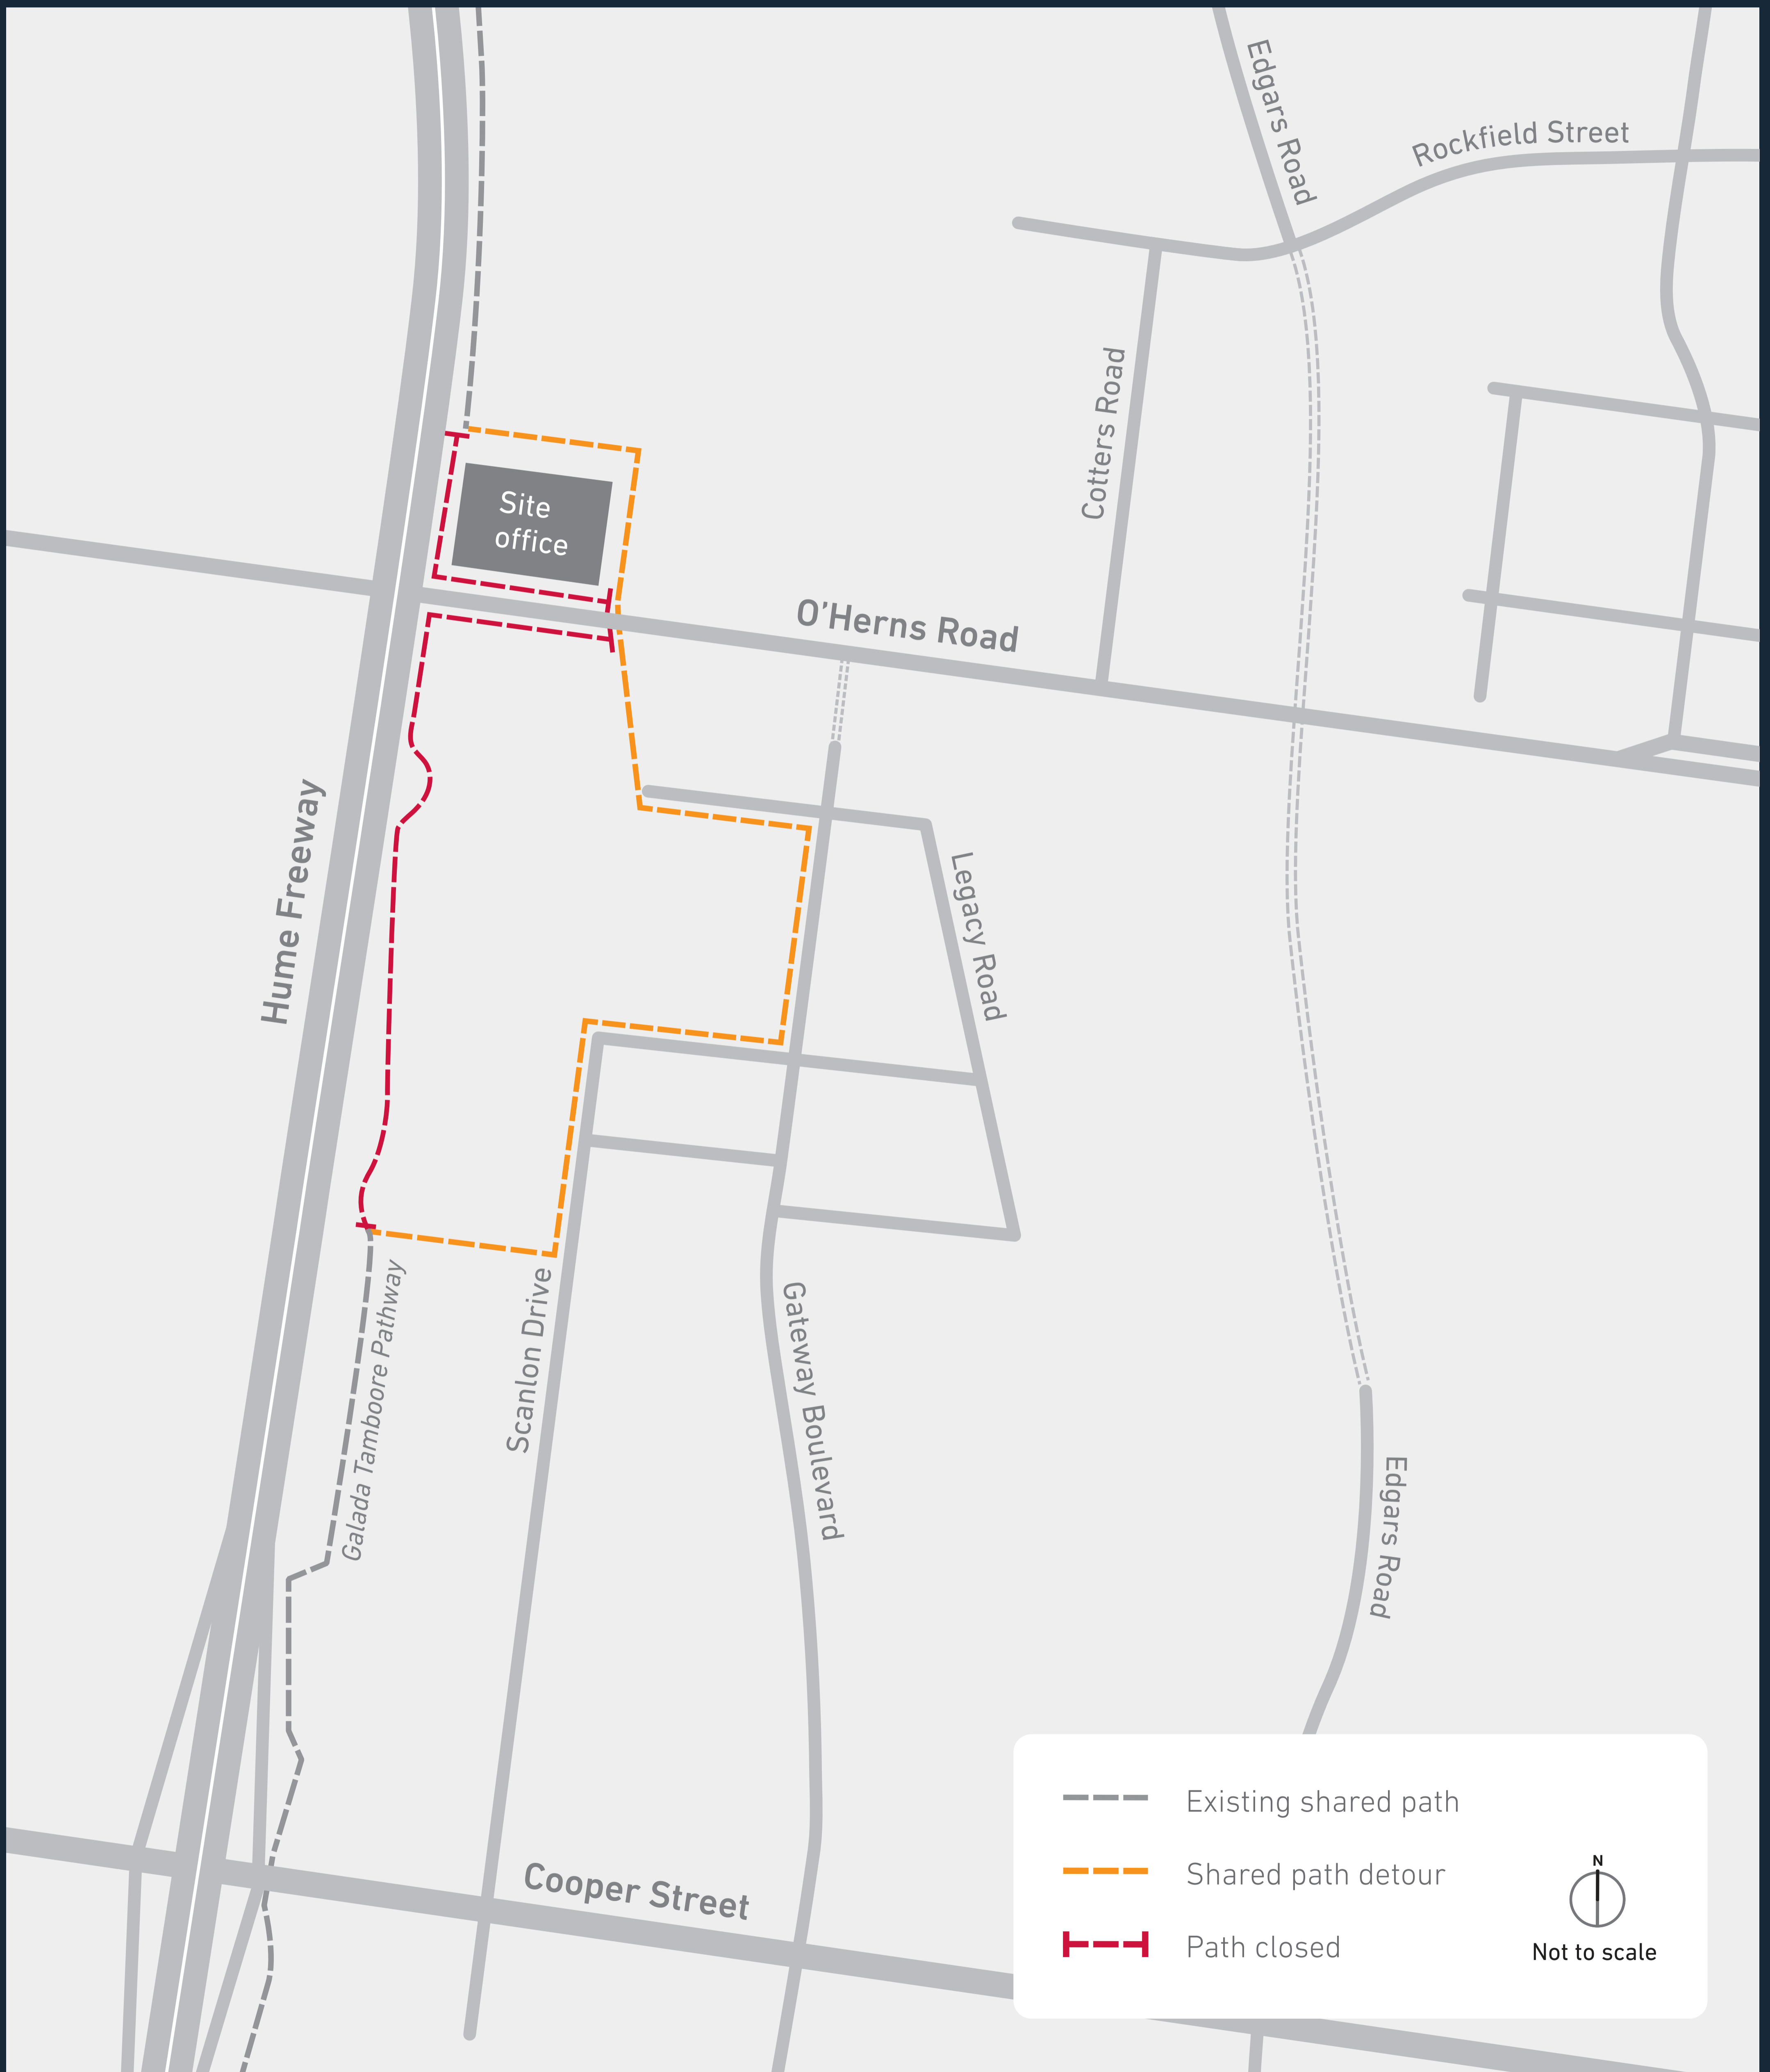 Edgars Road
Rockfield Street
Cotters Road
Site
office
O'Herns Road
Hume Freeway
Legacy Road
Galada Tamboore Pathway
Scanlon Drive
Gateway Boulevard
Edgars Road
Cooper Street
Existing shared path
Shared path detour
Path closed
N
Not to scale